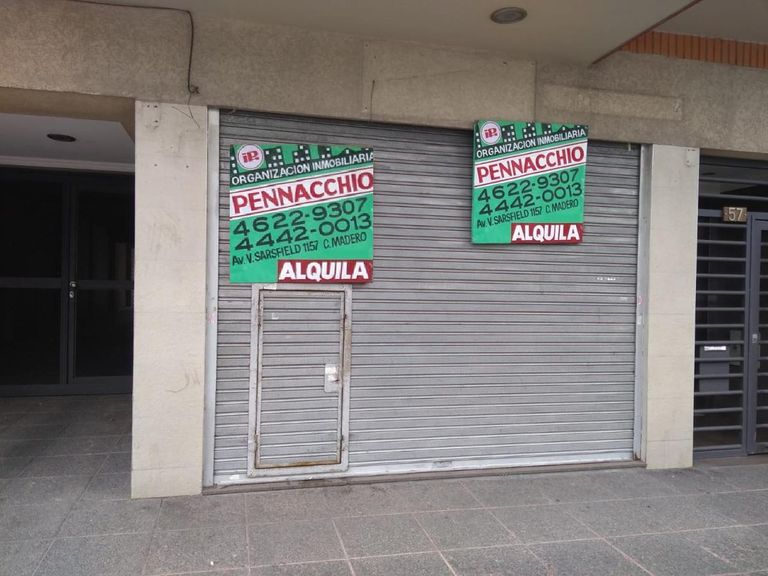 iP.
ORGANIZACION INMOBILIARIA
PENNACCHIO
4622-9307
4442-0013
AV. V. SARSFIELD 1157 C. MADERO
ALQUILA
iP.
ORGANIZACION INMOBILIARIA
PENNACCHIO
4622-9307
4442-0013
AV. V. SARSFIELD 1157 C. MADERO
ALQUILA
57